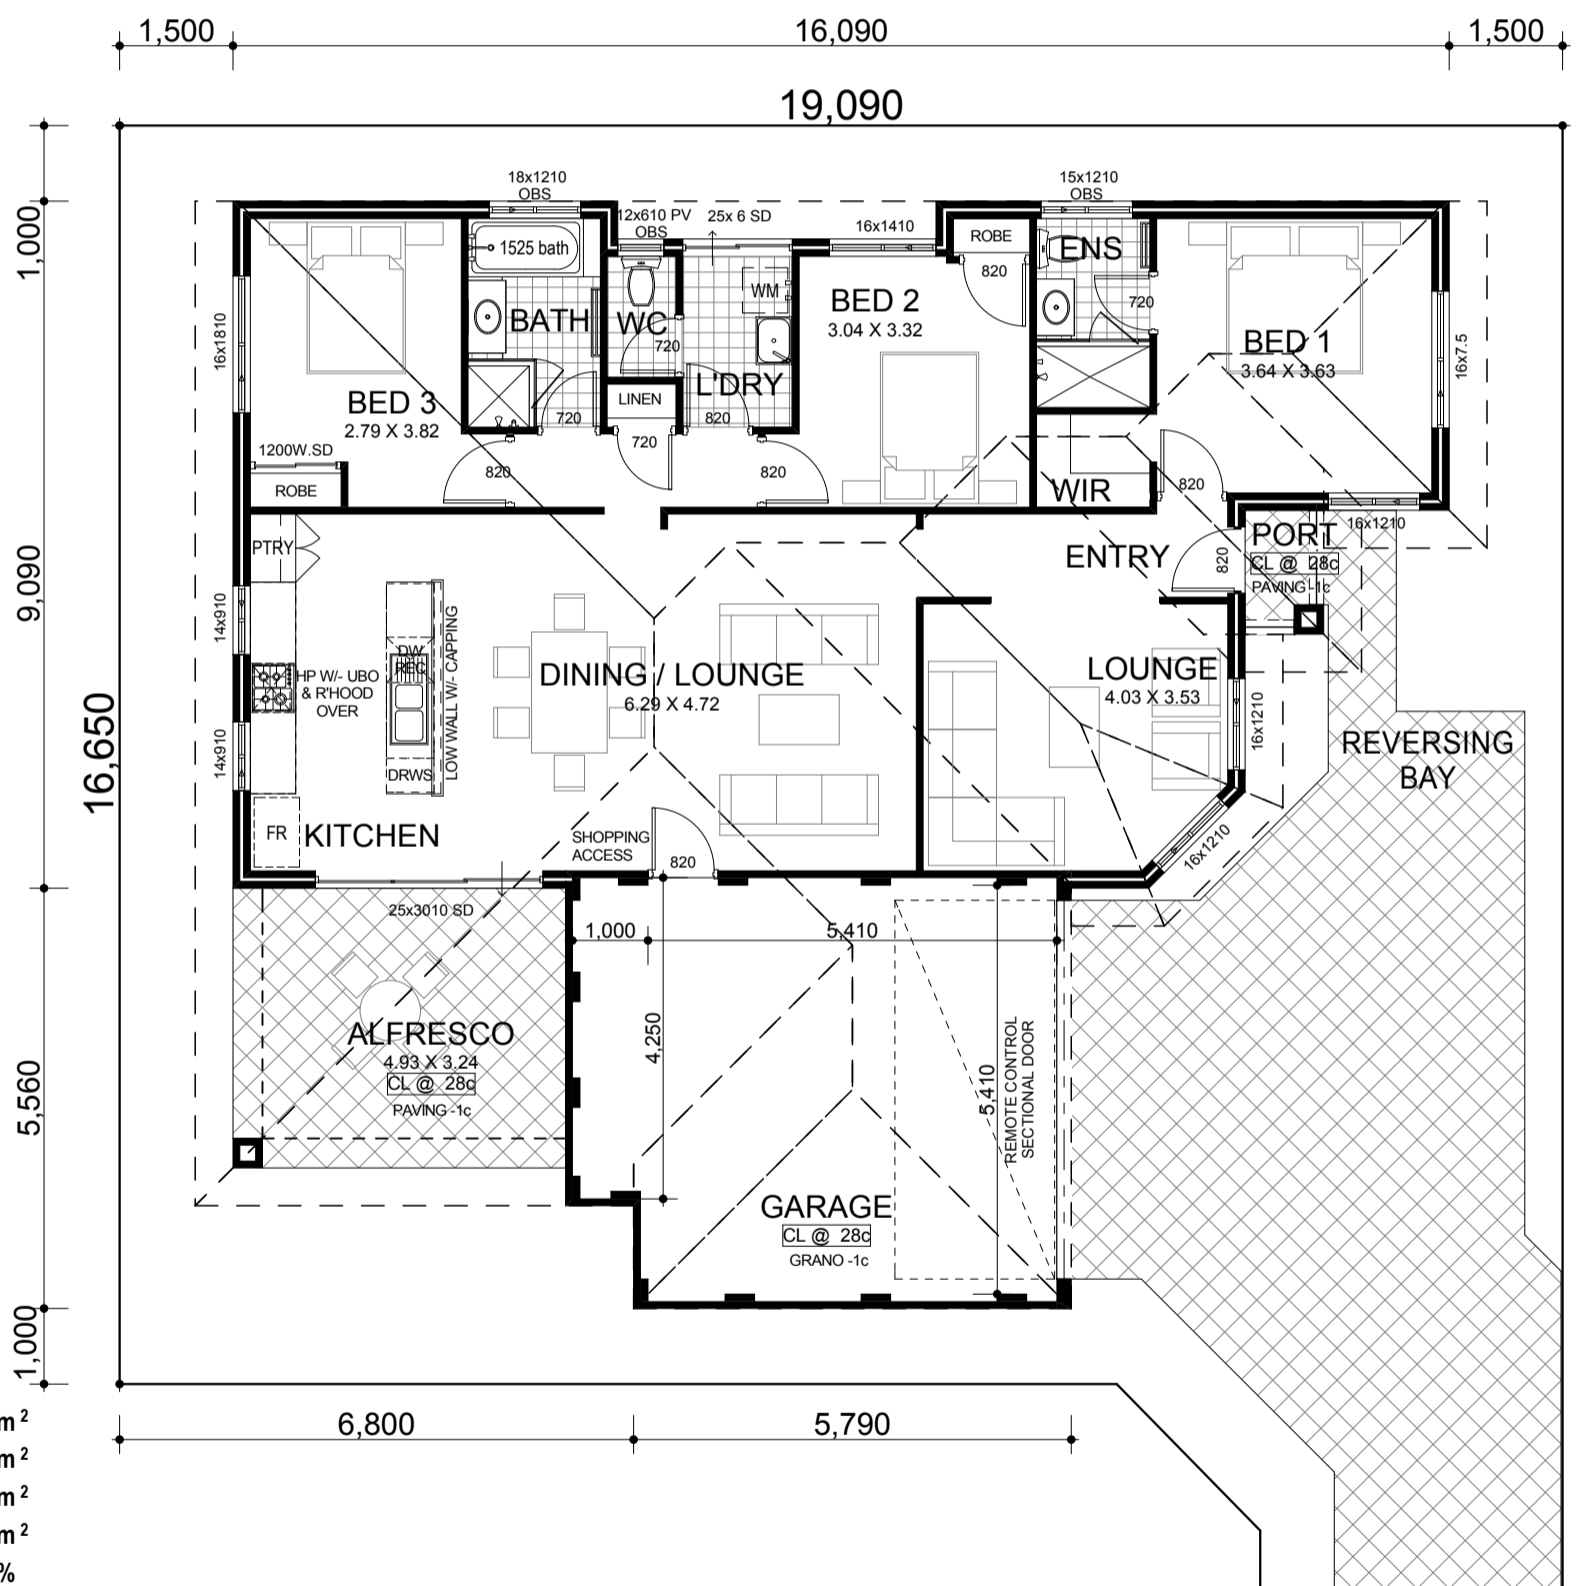 1,500
16,090
1,500
19,090
18x1210
OBS
15x1210
OBS
12x610 PV
OBS
25x 6 SD
16x1410
1525 bath
ROBE
820
ENS
WM
720
BED 2
3.04 X 3.32
BATH
WC
720
BED 1
3.64 X 3.63
1,000
16x1810
16x7.5
L'DRY
BED 3
2.79 X 3.82
LINEN
720
820
720
1200W.SD
820
820
820
ROBE
WIR
16x1210
PTRY
ENTRY
820
PORT
CL @ 28c
PAVING -1c
9,090
14x910
DW
REC
LOW WALL W/- CAPPING
HP W/- UBO
& R'HOOD
OVER
DINING / LOUNGE
6.29 X 4.72
LOUNGE
4.03 X 3.53
16x1210
16,650
14x910
DRWS
REVERSING
BAY
FR
KITCHEN
SHOPPING
ACCESS
820
16x1210
25x3010 SD
1,000
5,410
ALFRESCO
4.93 X 3.24
CL @ 28c
PAVING -1c
4,250
5,410
REMOTE CONTROL
SECTIONAL DOOR
5,560
GARAGE
CL @ 28c
GRANO -1c
1,000
6,800
5,790
m²
m²
m²
m²
%